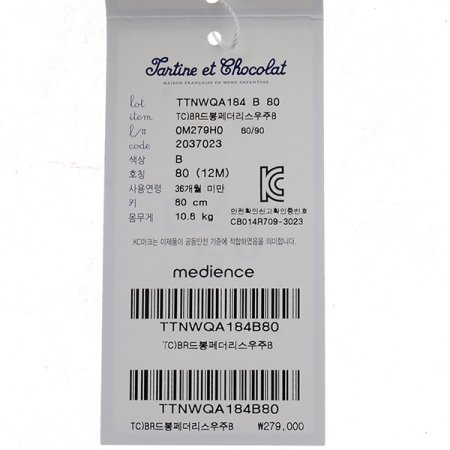 Tartine et Chocolat
MAISON FRANÇAISE DE MODE ENFANTINE
lot TTNWQA184 B 80
item TC)BR드봉페더리스우주B
l/# 0M279H0 80/90
code 2037023
색상 B
호칭 80 (12M)
사용연령 36개월 미만
키 80 cm
몸무게 10.8 kg
안전확인신고확인증번호
CB014R709-3023
KC마크는 이제품이 공동안전 기준에 적합하였음을 의미합니다
medience
TTNWQA184B80
TC)BR드봉페더리스우주B
TTNWQA184B80
TC)BR드봉페더리스우주B ₩279,000